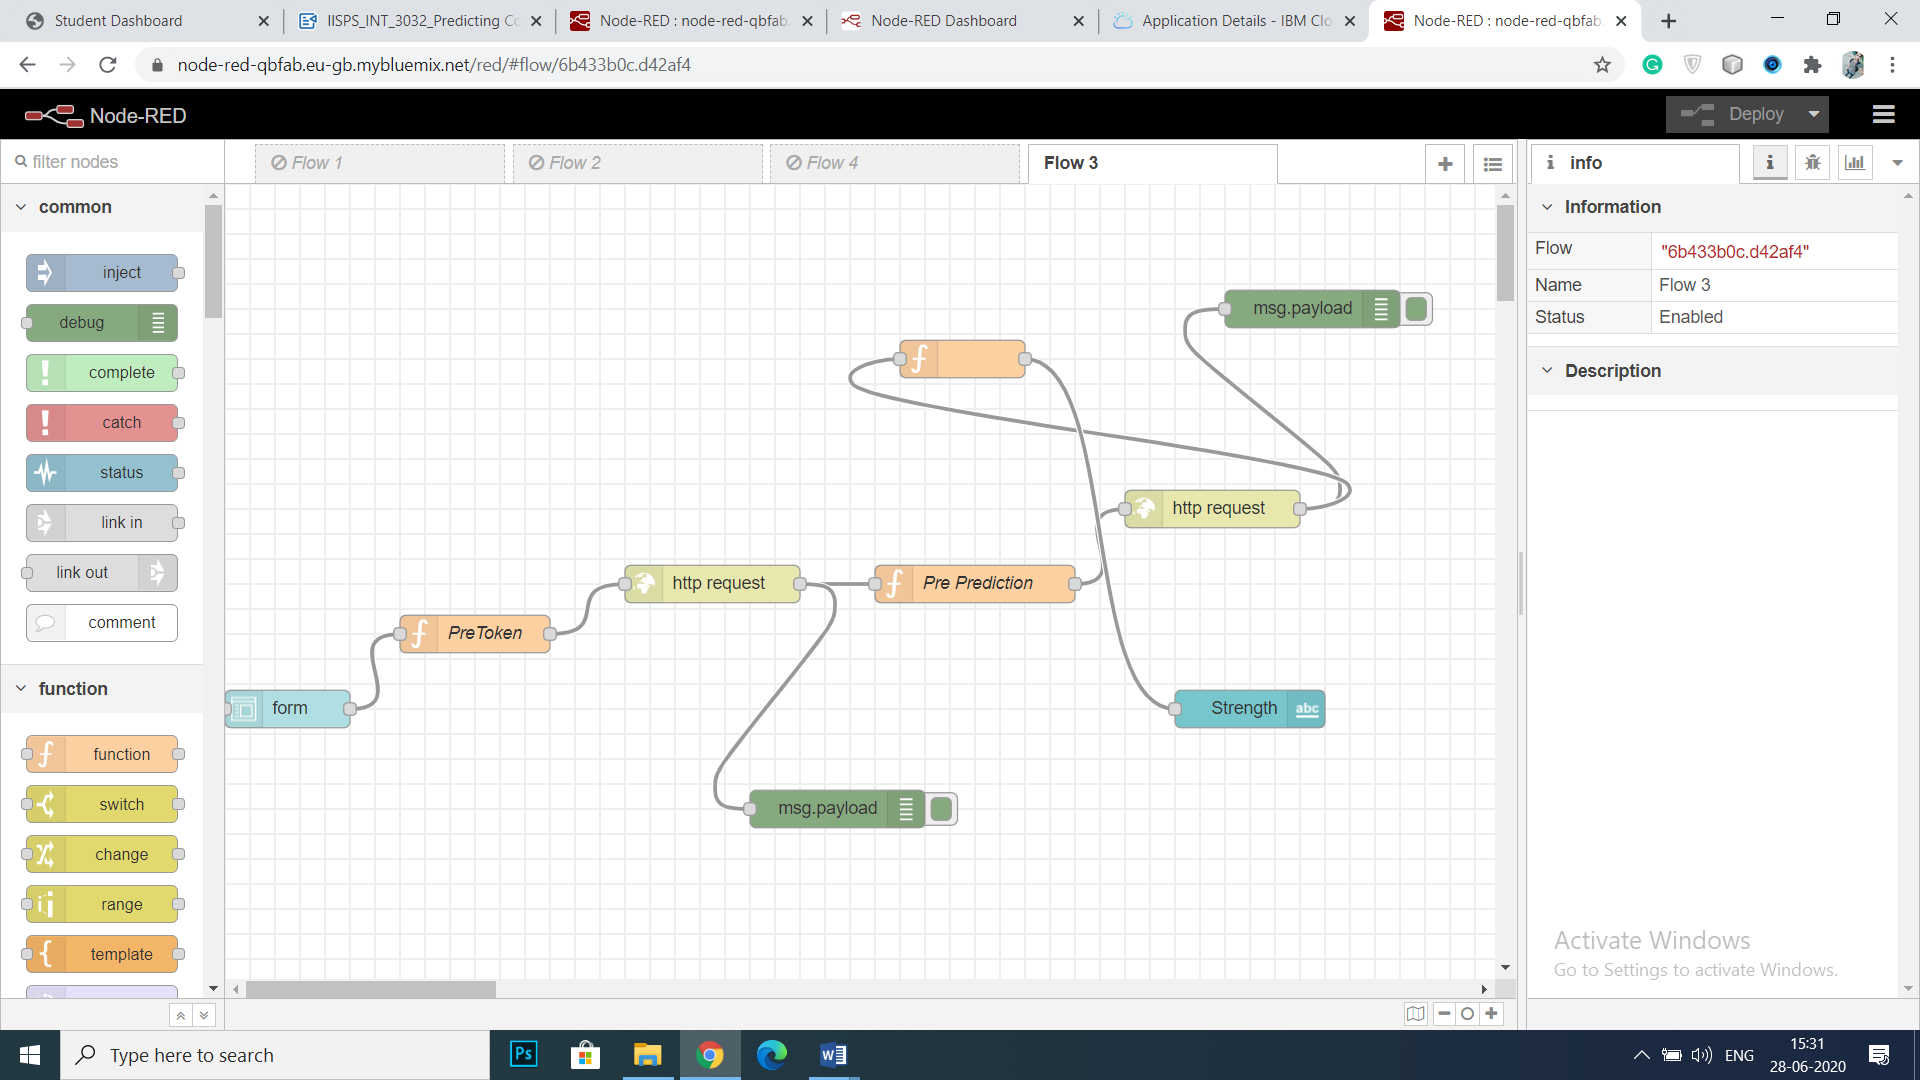 Student Dashboard
IISPS_INT_3032_Predicting Co
Node-RED : node-red-qbfab.
Node-RED Dashboard
Application Details - IBM Clo
Node-RED : node-red-qbfab.
node-red-qbfab.eu-gb.mybluemix.net/red/#flow/6b433b0c.d42af4
Node-RED
Deploy
filter nodes
Flow 1
Flow 2
Flow 4
Flow 3
i info
common
inject
debug
complete
catch
status
link in
link out
comment
function
function
switch
change
range
template
form
PreToken
http request
Pre Prediction
http request
msg.payload
msg.payload
Strength
abc
Information
Flow "6b433b0c.d42af4"
Name Flow 3
Status Enabled
Description
Activate Windows
Go to Settings to activate Windows.
Type here to search
Ps
ENG
15:31
28-06-2020